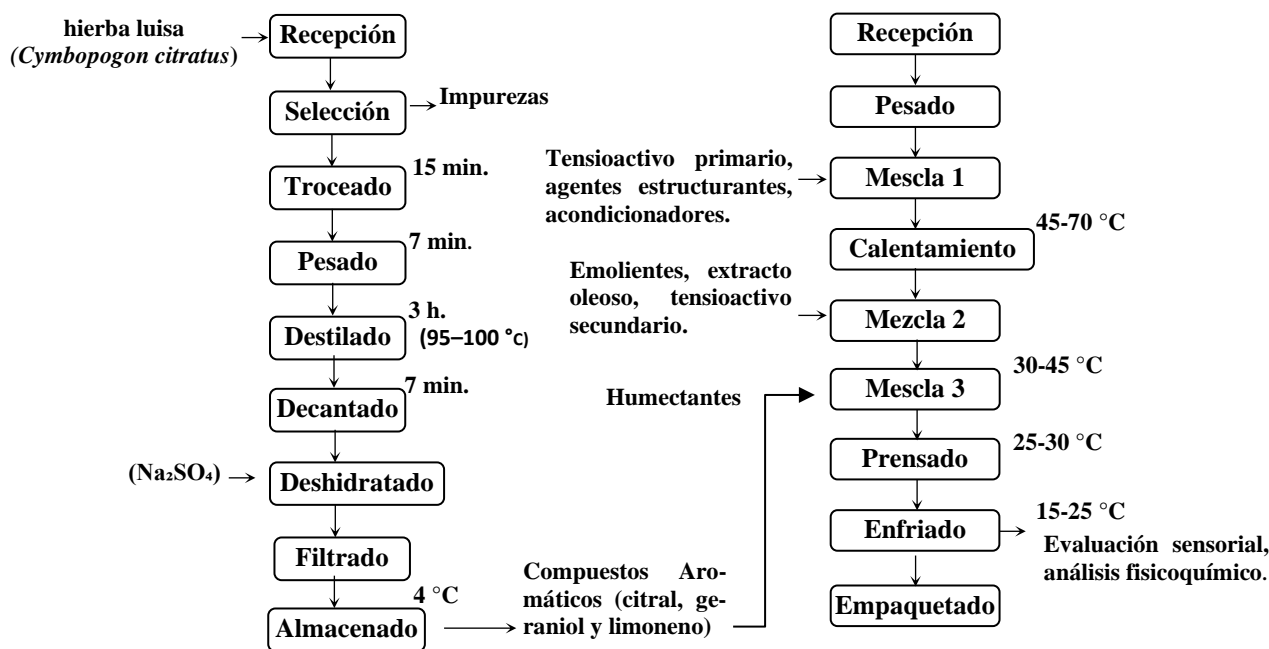 hierba luisa
(Cymbopogon citratus)
Recepción
Selección
Impurezas
Troceado
15 min.
Pesado
7 min.
Destilado
3 h.
(95–100 °C)
Decantado
7 min.
(Na₂SO₄)
Deshidratado
Filtrado
Almacenado
4 °C
Compuestos Aro-
máticos (citral, ge-
raniol y limoneno)
Recepción
Pesado
Tensioactivo primario,
agentes estructurantes,
acondicionadores.
Mescla 1
Calentamiento
45-70 °C
Emolientes, extracto
oleoso, tensioactivo
secundario.
Mezcla 2
Humectantes
Mescla 3
30-45 °C
Prensado
25-30 °C
Enfriado
15-25 °C
Evaluación sensorial,
análisis fisicoquímico.
Empaquetado